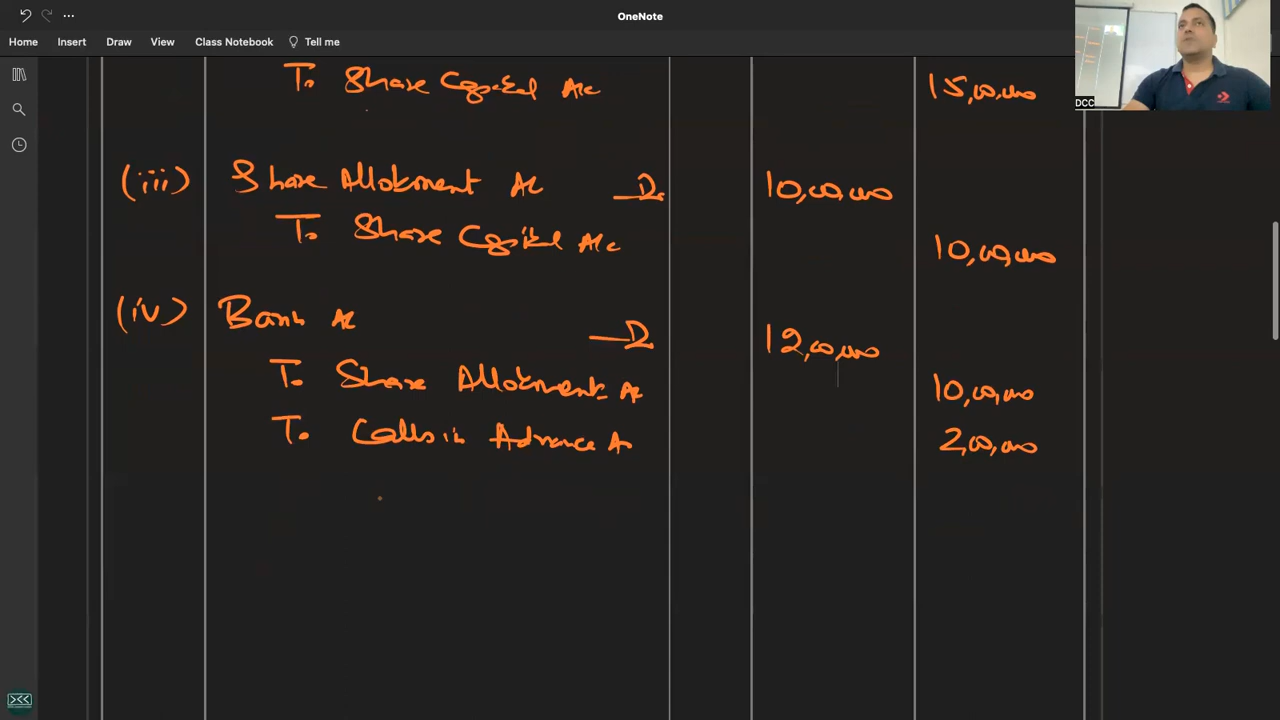 OneNote
Home Insert Draw View Class Notebook Tell me
DCC
To Share Capital A/c 15,00,000
(iii) Share Allotment A/c Dr 10,00,000
To Share Capital A/c 10,00,000
(iv) Bank A/c Dr 12,00,000
To Share Allotment A/c 10,00,000
To Calls in Advance A/c 2,00,000
DCC